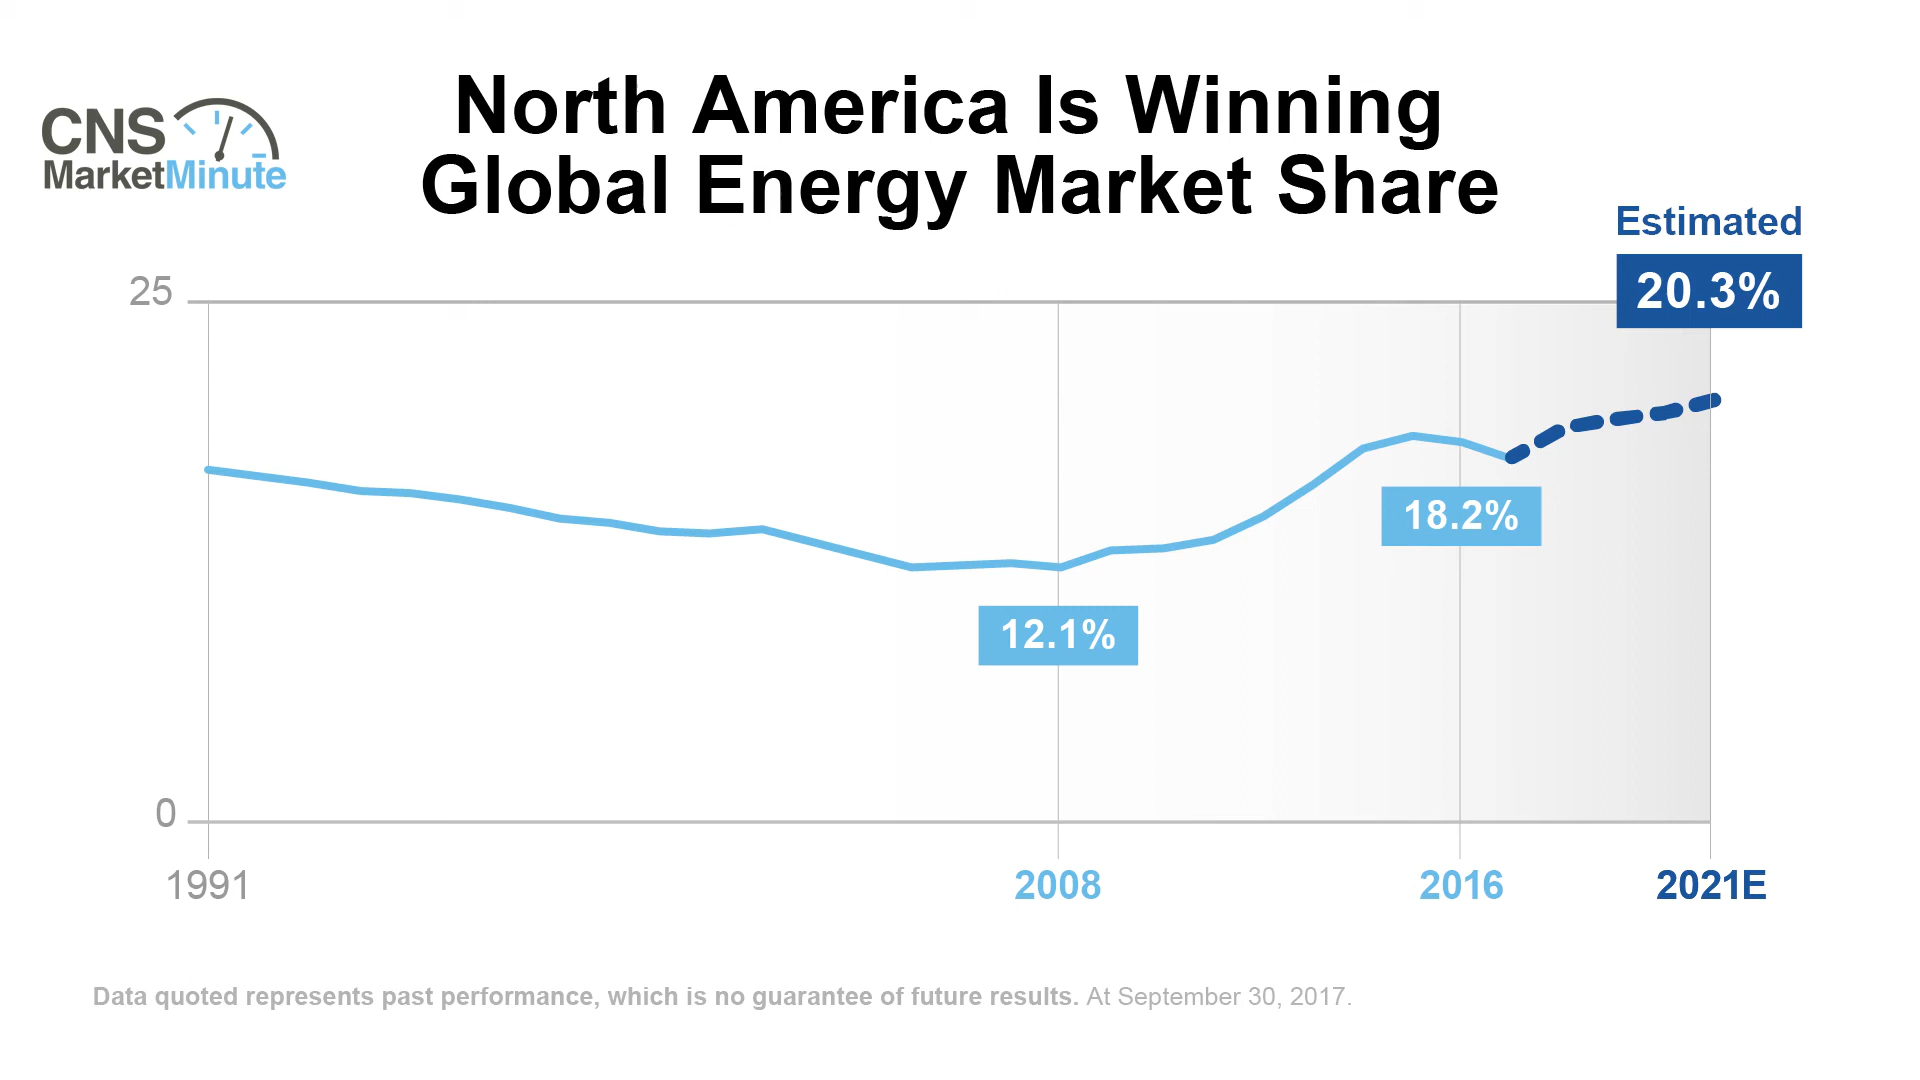 CNS
MarketMinute
North America Is Winning
Global Energy Market Share
Estimated
20.3%
25
18.2%
12.1%
0
1991
2008
2016
2021E
Data quoted represents past performance, which is no guarantee of future results. At September 30, 2017.